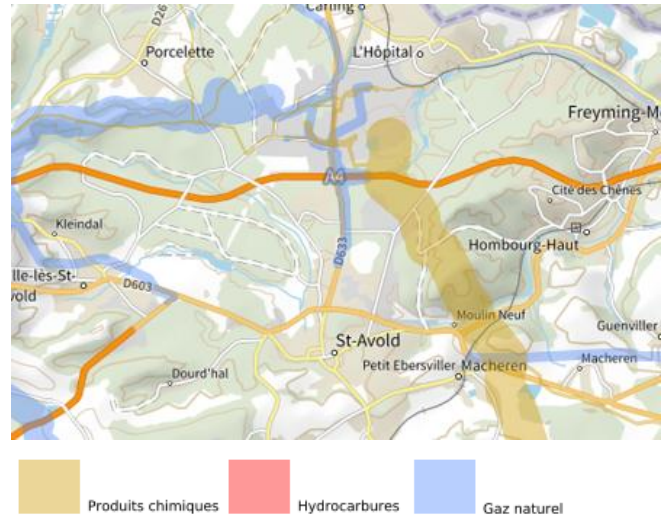 Carling
D26
Porcelette
L'Hôpital
Freyming-M
A4
Cité des Chênes
Kleindal
Hombourg-Haut
D633
lle-lès-St-
vold
D603
Moulin Neuf
Guenviller
St-Avold
Petit Ebersviller Macheren
Macheren
Dourd'hal
Produits chimiques
Hydrocarbures
Gaz naturel